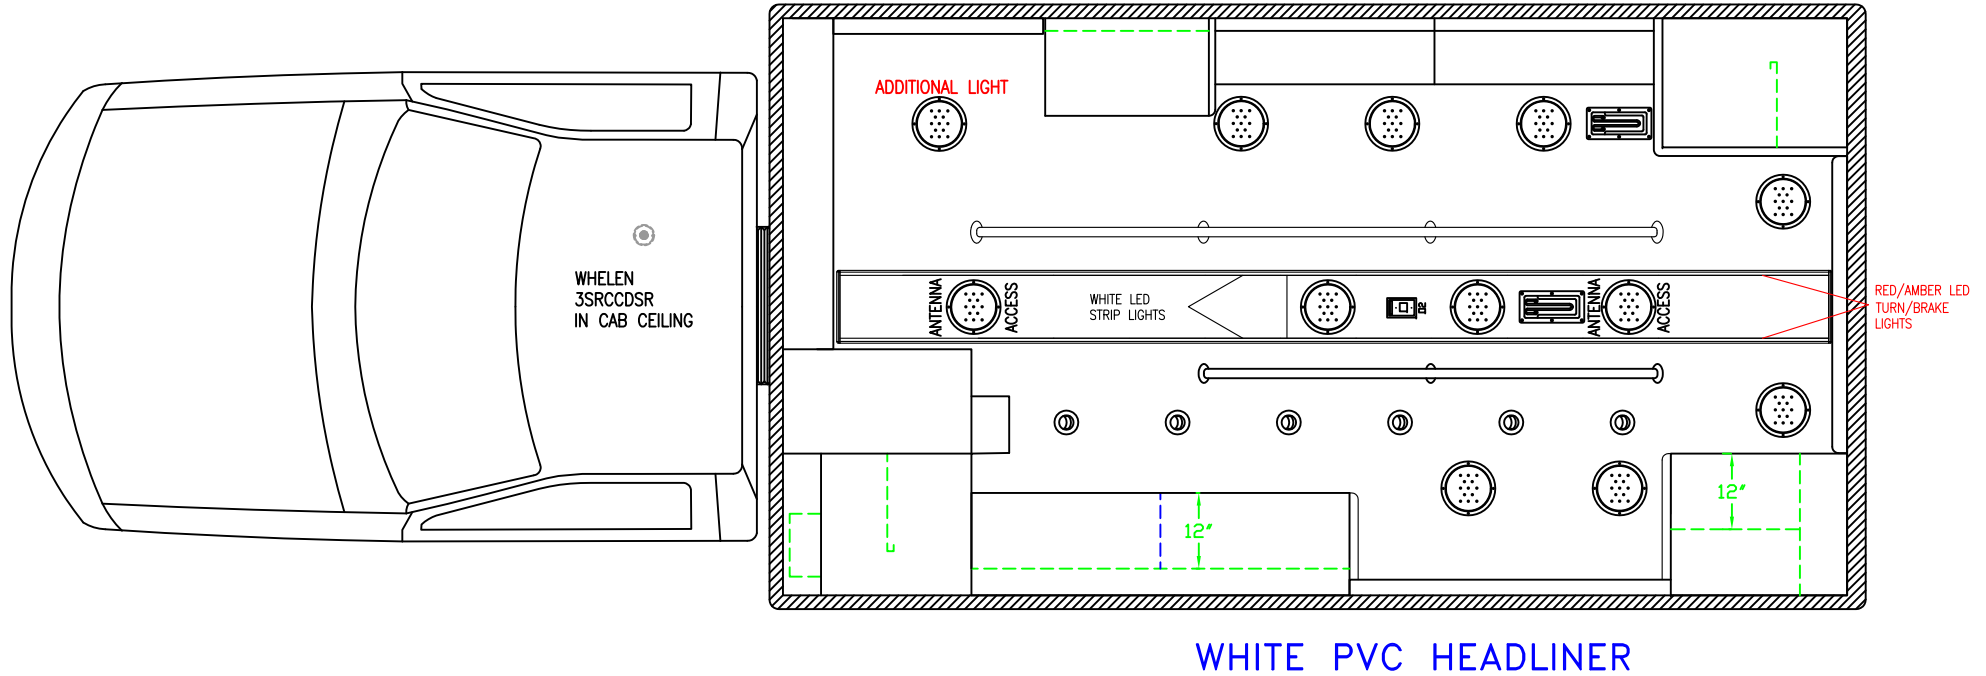 ADDITIONAL LIGHT
WHELEN
3SRCCDSR
IN CAB CEILING
ANTENNA
ACCESS
WHITE LED
STRIP LIGHTS
ANTENNA
ACCESS
RED/AMBER LED
TURN/BRAKE
LIGHTS
12"
12"
WHITE PVC HEADLINER